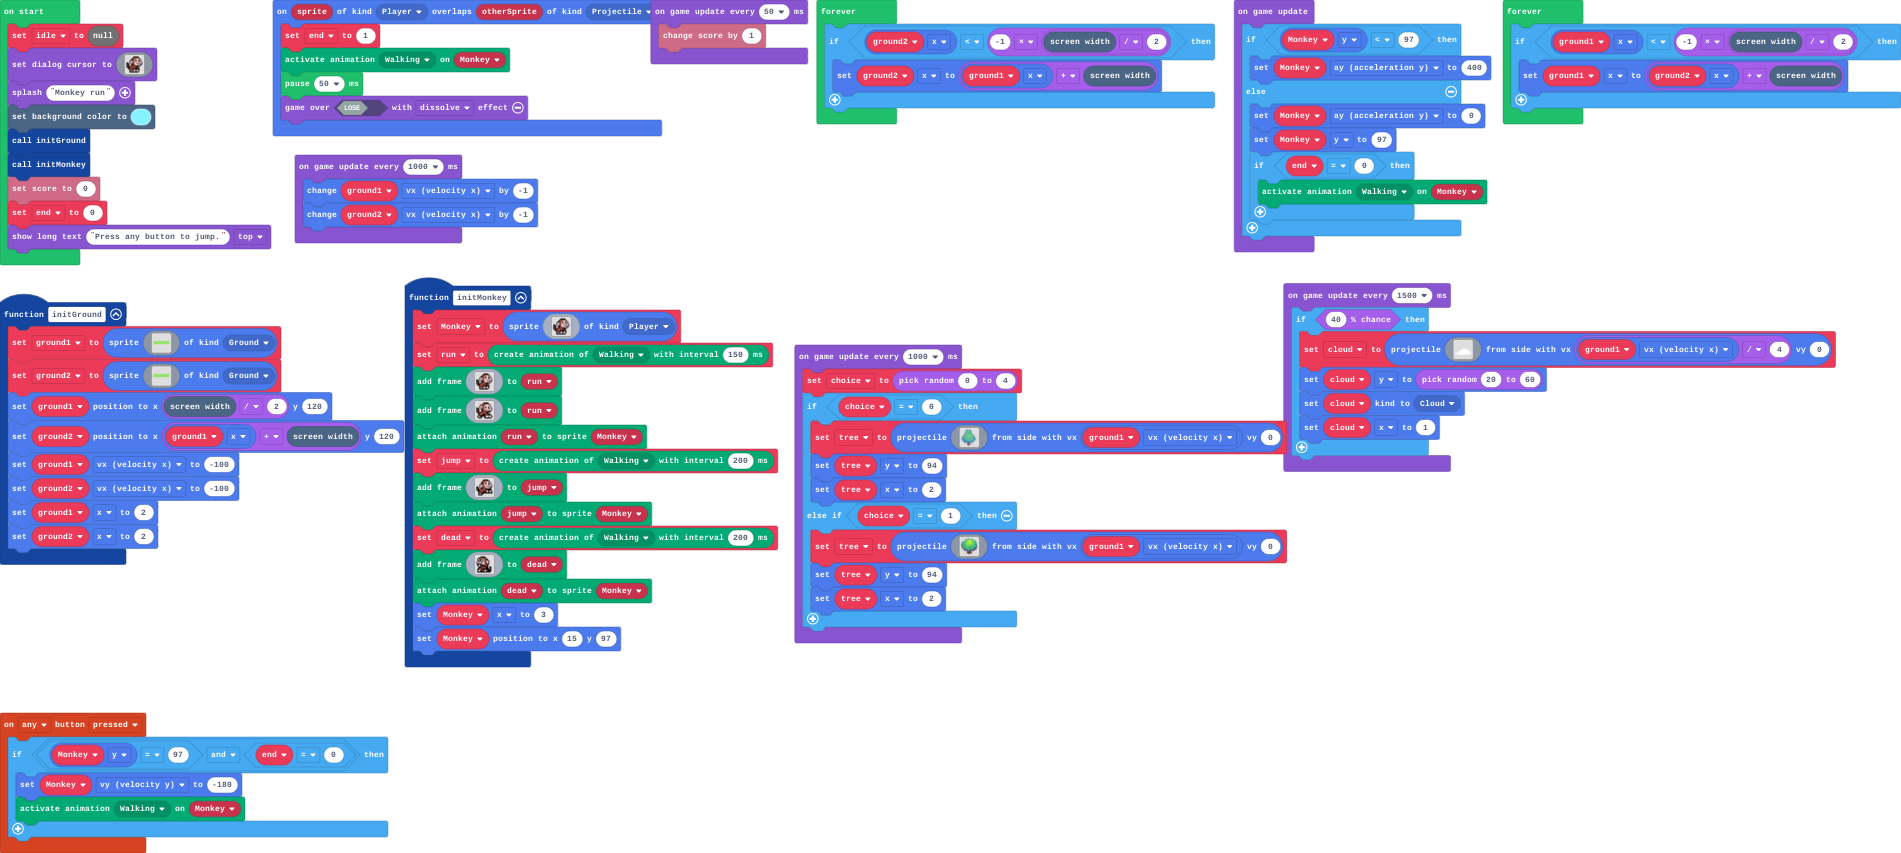 on start
set idle to null
set dialog cursor to
splash "Monkey run"
set background color to
call initGround
call initMonkey
set score to 0
set end to 0
show long text "Press any button to jump." top
on sprite of kind Player overlaps otherSprite of kind Projectile
set end to 1
activate animation Walking on Monkey
pause 50 ms
game over LOSE with dissolve effect
on game update every 50 ms
change score by 1
on game update every 1000 ms
change ground1 vx (velocity x) by -1
change ground2 vx (velocity x) by -1
forever
if ground2 x < -1 × screen width / 2 then
set ground2 x to ground1 x + screen width
on game update
if Monkey y < 97 then
set Monkey ay (acceleration y) to 400
else
set Monkey ay (acceleration y) to 0
set Monkey y to 97
if end = 0 then
activate animation Walking on Monkey
forever
if ground1 x < -1 × screen width / 2 then
set ground1 x to ground2 x + screen width
function initGround
set ground1 to sprite of kind Ground
set ground2 to sprite of kind Ground
set ground1 position to x screen width / 2 y 120
set ground2 position to x ground1 x + screen width y 120
set ground1 vx (velocity x) to -100
set ground2 vx (velocity x) to -100
set ground1 x to 2
set ground2 x to 2
function initMonkey
set Monkey to sprite of kind Player
set run to create animation of Walking with interval 150 ms
add frame to run
add frame to run
attach animation run to sprite Monkey
set jump to create animation of Walking with interval 200 ms
add frame to jump
attach animation jump to sprite Monkey
set dead to create animation of Walking with interval 200 ms
add frame to dead
attach animation dead to sprite Monkey
set Monkey x to 3
set Monkey position to x 15 y 97
on game update every 1000 ms
set choice to pick random 0 to 4
if choice = 0 then
set tree to projectile from side with vx ground1 vx (velocity x) vy 0
set tree y to 94
set tree x to 2
else if choice = 1 then
set tree to projectile from side with vx ground1 vx (velocity x) vy 0
set tree y to 94
set tree x to 2
on game update every 1500 ms
if 40 % chance then
set cloud to projectile from side with vx ground1 vx (velocity x) / 4 vy 0
set cloud y to pick random 20 to 60
set cloud kind to Cloud
set cloud x to 1
on any button pressed
if Monkey y = 97 and end = 0 then
set Monkey vy (velocity y) to -180
activate animation Walking on Monkey